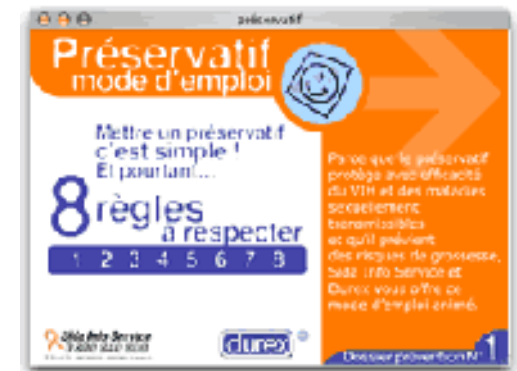 préservatif
Préservatif
mode d'emploi
Mettre un préservatif
c'est simple !
Et pourtant...
8 règles
à respecter
1 2 3 4 5 6 7 8
Parce que le préservatif
protège avec efficacité
du VIH et des maladies
sexuellement
transmissibles
et qu'il prévient
des risques de grossesse,
Sida Info Service et
Durex vous offre ce
mode d'emploi animé.
Sida Info Service
durex
Dossier prévention N° 1